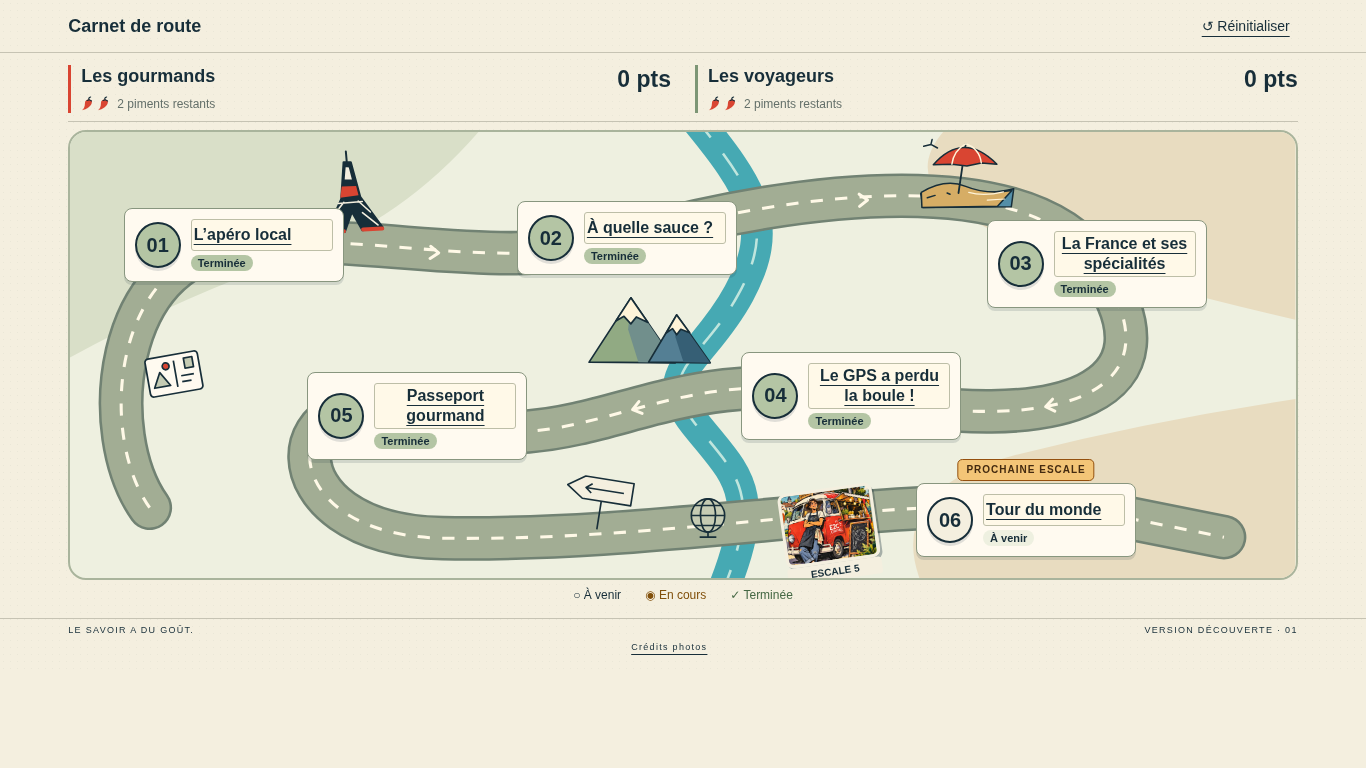 Carnet de route
↺ Réinitialiser
Les gourmands
0 pts
2 piments restants
Les voyageurs
0 pts
2 piments restants
01
L'apéro local
Terminée
02
À quelle sauce ?
Terminée
03
La France et ses
spécialités
Terminée
04
Le GPS a perdu
la boule !
Terminée
05
Passeport
gourmand
Terminée
PROCHAINE ESCALE
06
Tour du monde
À venir
ESCALE 5
○ À venir
◉ En cours
✓ Terminée
LE SAVOIR A DU GOÛT.
VERSION DÉCOUVERTE · 01
Crédits photos